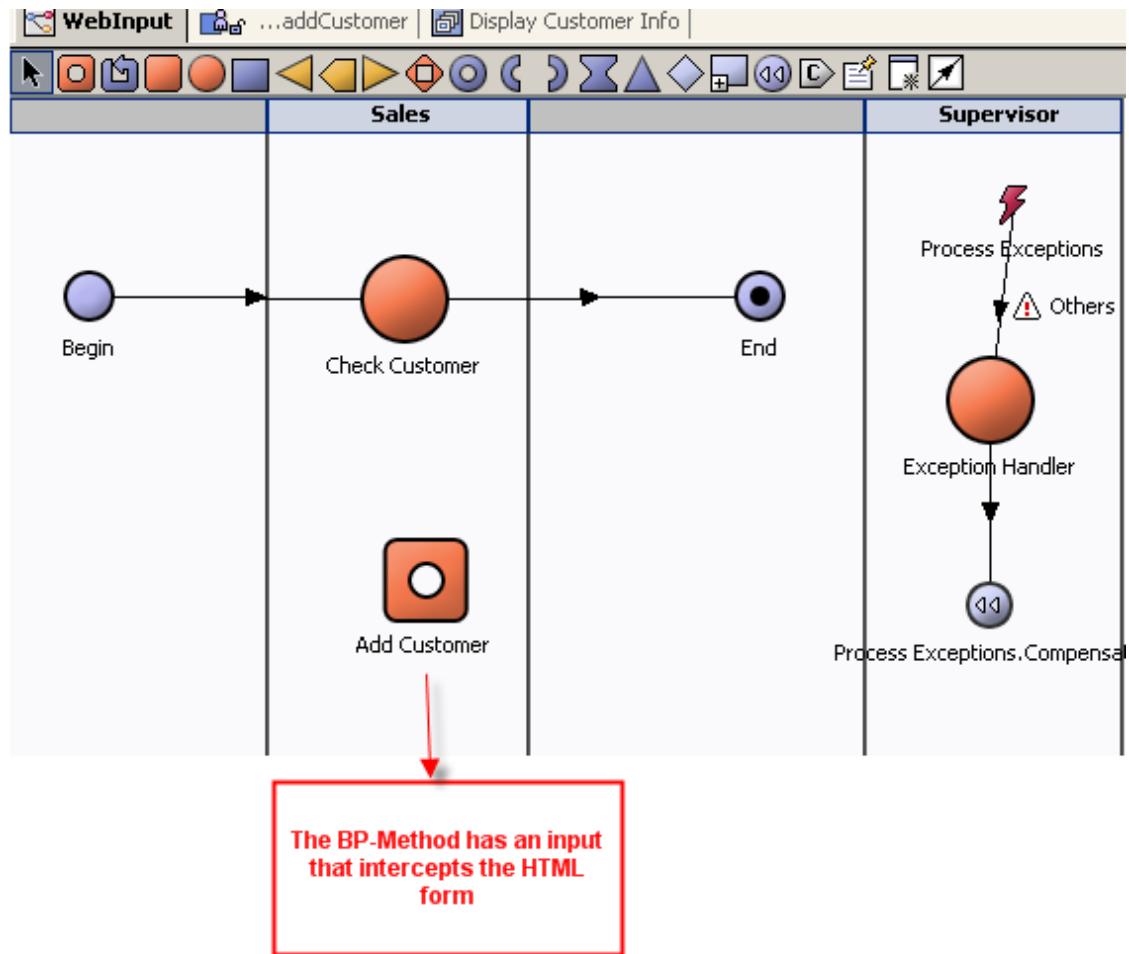 WebInput ...addCustomer Display Customer Info
C
Sales Supervisor
Process Exceptions
Others
Begin Check Customer End
Exception Handler
Add Customer
Process Exceptions.Compensat
The BP-Method has an input
that intercepts the HTML
form